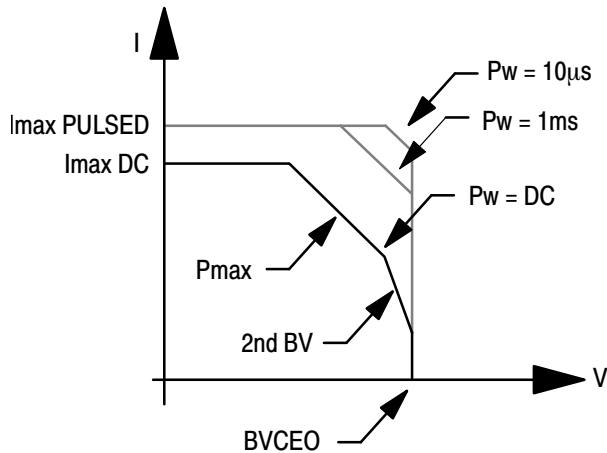 I
Pw = 10µs
Imax PULSED
Pw = 1ms
Imax DC
Pw = DC
Pmax
2nd BV
V
BVCEO